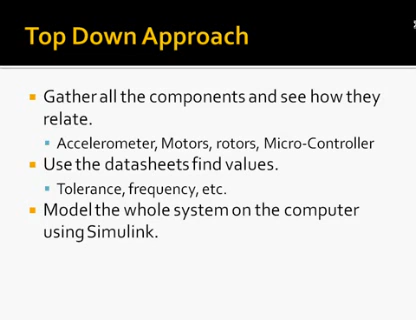 Top Down Approach
Gather all the components and see how they
relate.
Accelerometer, Motors, rotors, Micro-Controller
Use the datasheets find values.
Tolerance, frequency, etc.
Model the whole system on the computer
using Simulink.